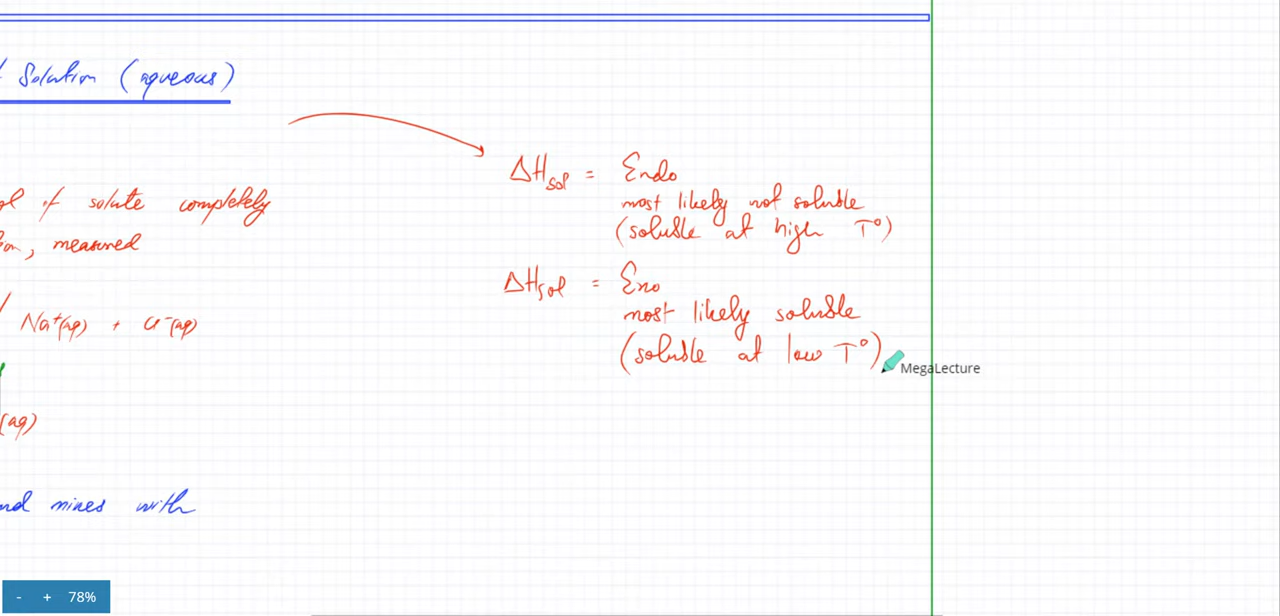 Solution (aqueous)
ΔHsol = Endo
most likely not soluble
(soluble at high T°)
of solute completely
measured
ΔHsol = Exo
most likely soluble
(soluble at low T°)
MegaLecture
Na⁺(aq) + Cl⁻(aq)
(aq)
mixes with
- + 78%